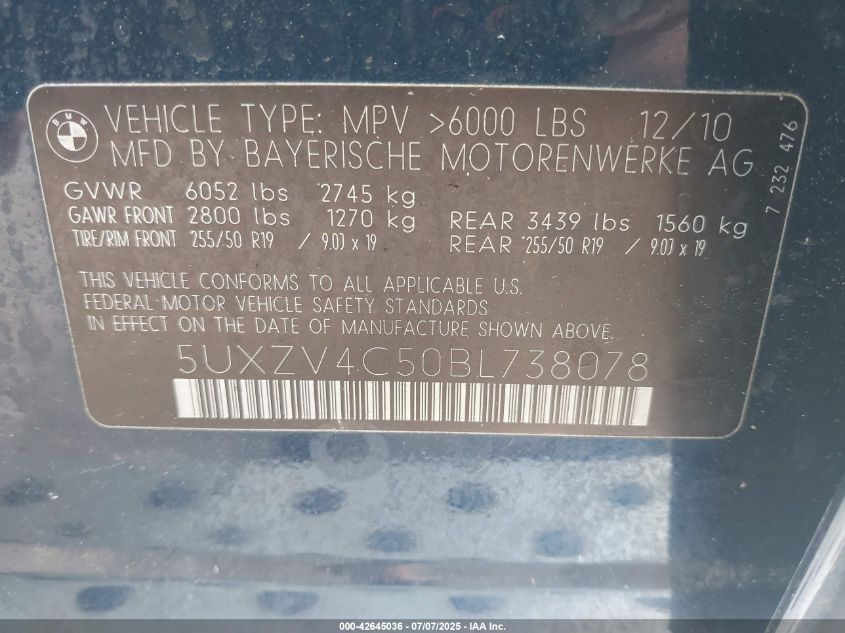 BMW
VEHICLE TYPE: MPV >6000 LBS 12/10
MFD BY BAYERISCHE MOTORENWERKE AG
GVWR 6052 lbs 2745 kg
GAWR FRONT 2800 lbs 1270 kg REAR 3439 lbs 1560 kg
TIRE/RIM FRONT 255/50 R19 / 9.0J x 19 REAR 255/50 R19 / 9.0J x 19
7 232 476
THIS VEHICLE CONFORMS TO ALL APPLICABLE U.S.
FEDERAL MOTOR VEHICLE SAFETY STANDARDS
IN EFFECT ON THE DATE OF MANUFACTURE SHOWN ABOVE.
5UXZV4C50BL738078
000-42645036 - 07/07/2025 - IAA Inc.